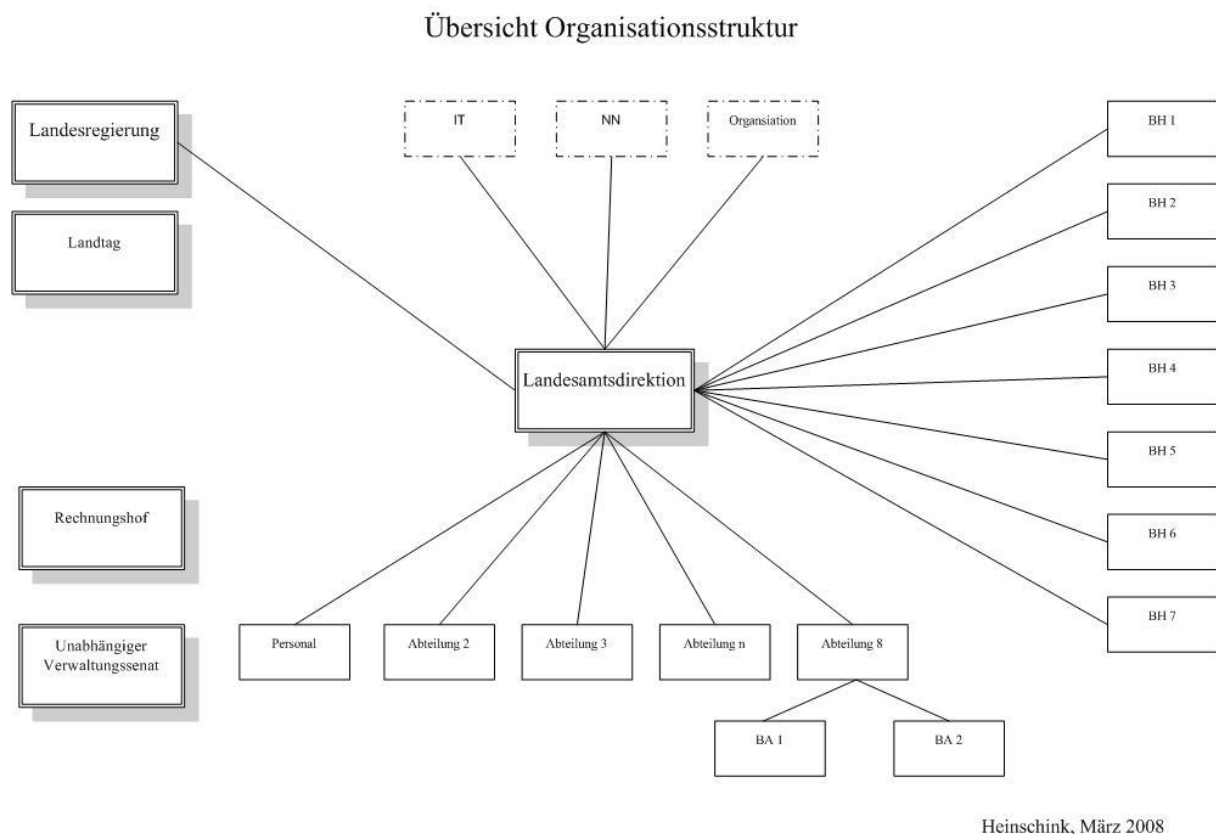 Übersicht Organisationsstruktur
Landesregierung
IT
NN
Organsiation
BH 1
Landtag
BH 2
BH 3
Landesamtsdirektion
BH 4
BH 5
Rechnungshof
BH 6
Unabhängiger
Verwaltungssenat
Personal
Abteilung 2
Abteilung 3
Abteilung n
Abteilung 8
BH 7
BA 1
BA 2
Heinschink, März 2008